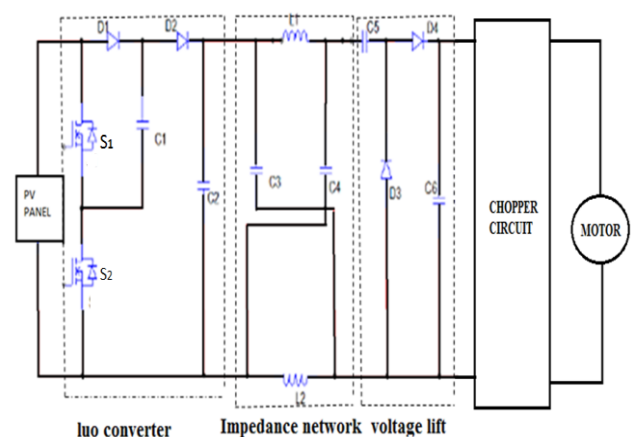 D1
D2
L1
C5
D4
S1
C1
C3
C4
PV
PANEL
C2
D3
C6
CHOPPER
CIRCUIT
MOTOR
S2
L2
luo converter
Impedance network
voltage lift